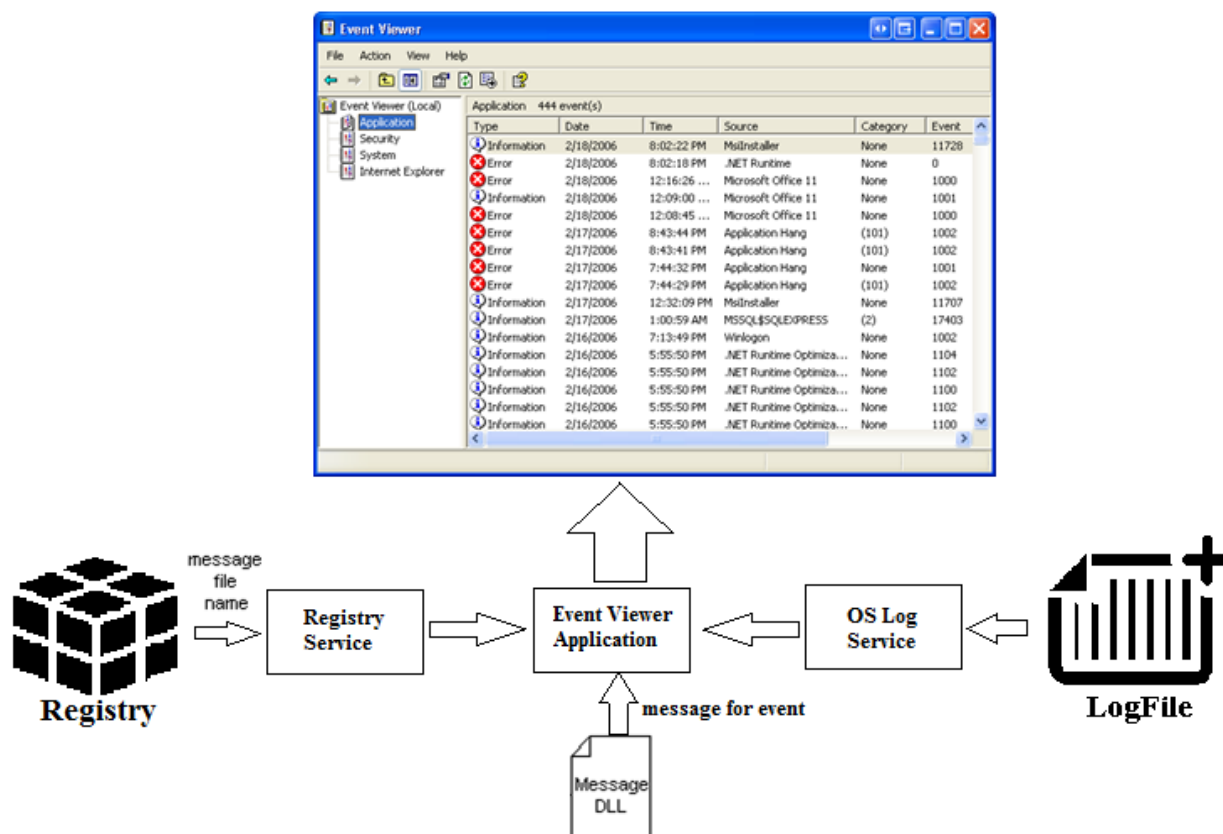 Event Viewer
File Action View Help
Event Viewer (Local)
Application
Security
System
Internet Explorer
Application 444 event(s)
Type Date Time Source Category Event
Information 2/18/2006 8:02:22 PM MsiInstaller None 11728
Error 2/18/2006 8:02:18 PM .NET Runtime None 0
Error 2/18/2006 12:16:26 ... Microsoft Office 11 None 1000
Information 2/18/2006 12:09:00 ... Microsoft Office 11 None 1001
Error 2/18/2006 12:08:45 ... Microsoft Office 11 None 1000
Error 2/17/2006 8:43:44 PM Application Hang (101) 1002
Error 2/17/2006 8:43:41 PM Application Hang (101) 1002
Error 2/17/2006 7:44:32 PM Application Hang None 1001
Error 2/17/2006 7:44:29 PM Application Hang (101) 1002
Information 2/17/2006 12:32:09 PM MsiInstaller None 11707
Information 2/17/2006 1:00:59 AM MSSQL$SQLEXPRESS (2) 17403
Information 2/16/2006 7:13:49 PM Winlogon None 1002
Information 2/16/2006 5:55:50 PM .NET Runtime Optimiza... None 1104
Information 2/16/2006 5:55:50 PM .NET Runtime Optimiza... None 1102
Information 2/16/2006 5:55:50 PM .NET Runtime Optimiza... None 1100
Information 2/16/2006 5:55:50 PM .NET Runtime Optimiza... None 1102
Information 2/16/2006 5:55:50 PM .NET Runtime Optimiza... None 1100
message
file
name
Registry
Registry
Service
Event Viewer
Application
OS Log
Service
LogFile
message for event
Message
DLL